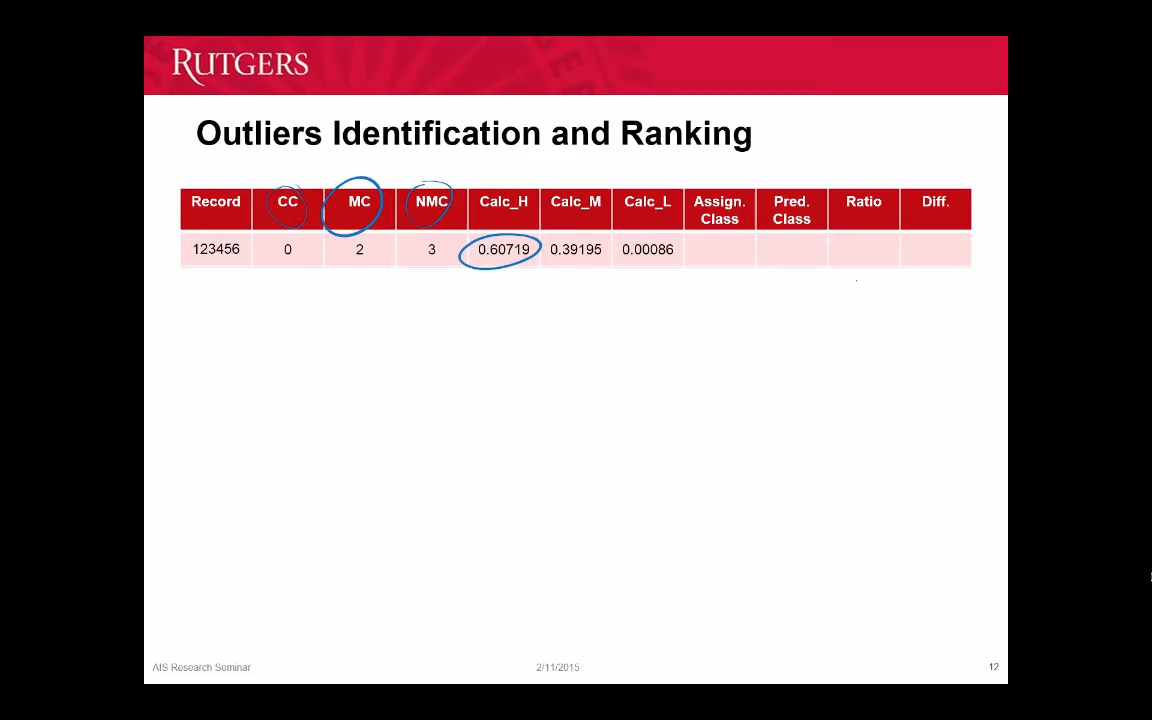 RUTGERS
Outliers Identification and Ranking
Record CC MC NMC Calc_H Calc_M Calc_L Assign. Class Pred. Class Ratio Diff.
123456 0 2 3 0.60719 0.39195 0.00086
AIS Research Seminar 2/11/2015 12